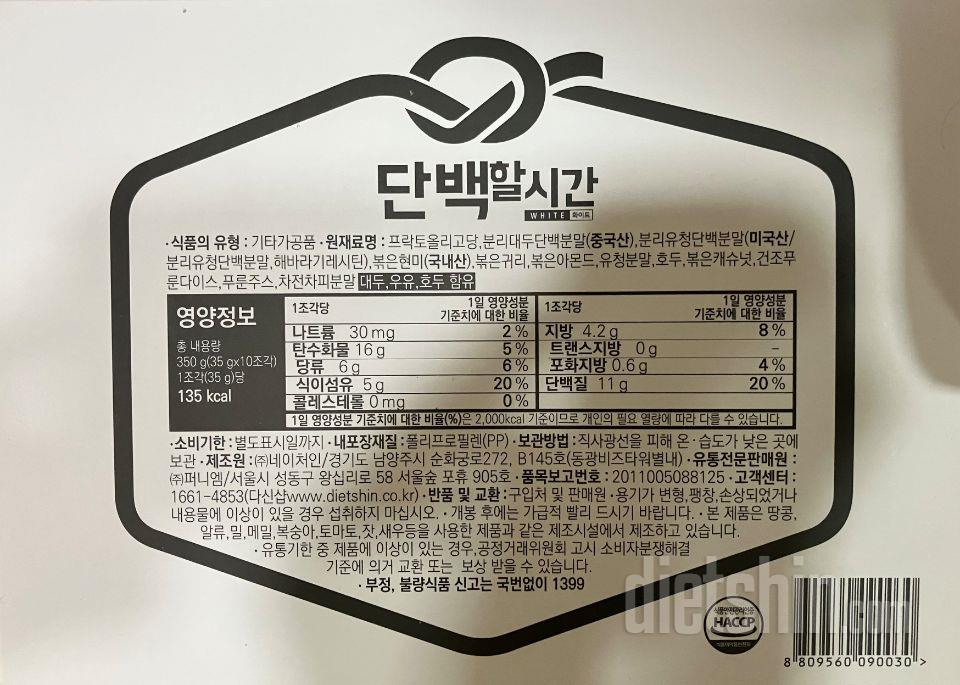 단백할시간
WHITE 화이트
·식품의 유형 : 기타가공품 ·원재료명 : 프락토올리고당,분리대두단백분말(중국산),분리유청단백분말(미국산/
분리유청단백분말,해바라기레시틴),볶은현미(국내산),볶은귀리,볶은아몬드,유청분말,호두,볶은캐슈넛,건조푸
룬다이스,푸룬주스,차전차피분말 대두,우유,호두 함유
영양정보
총 내용량
350 g(35 gx10조각)
1조각(35 g)당
135 kcal
1조각당 1일 영양성분
기준치에 대한 비율
나트륨 30 mg 2 %
탄수화물 16 g 5 %
당류 6 g 6 %
식이섬유 5 g 20 %
콜레스테롤 0 mg 0 %
1조각당 1일 영양성분
기준치에 대한 비율
지방 4.2 g 8 %
트랜스지방 0 g -
포화지방 0.6 g 4 %
단백질 11 g 20 %
1일 영양성분 기준치에 대한 비율(%)은 2,000kcal 기준이므로 개인의 필요 열량에 따라 다를 수 있습니다.
·소비기한 : 별도표시일까지 ·내포장재질 : 폴리프로필렌(PP) ·보관방법 : 직사광선을 피해 온·습도가 낮은 곳에
보관 ·제조원 : ㈜네이처인/경기도 남양주시 순화궁로272, B145호(동광비즈타워별내) ·유통전문판매원 :
㈜퍼니엠/서울시 성동구 왕십리로 58 서울숲 포휴 905호 ·품목보고번호 : 2011005088125 ·고객센터 :
1661-4853(다신샵www.dietshin.co.kr) ·반품 및 교환 : 구입처 및 판매원 ·용기가 변형,팽창,손상되었거나
내용물에 이상이 있을 경우 섭취하지 마십시오. ·개봉 후에는 가급적 빨리 드시기 바랍니다. ·본 제품은 땅콩,
알류,밀,메밀,복숭아,토마토,잣,새우등을 사용한 제품과 같은 제조시설에서 제조하고 있습니다.
·유통기한 중 제품에 이상이 있는 경우,공정거래위원회 고시 소비자분쟁해결
기준에 의거 교환 또는 보상 받을 수 있습니다.
·부정, 불량식품 신고는 국번없이 1399
dietshin.com
HACCP
8 809560 090030 >